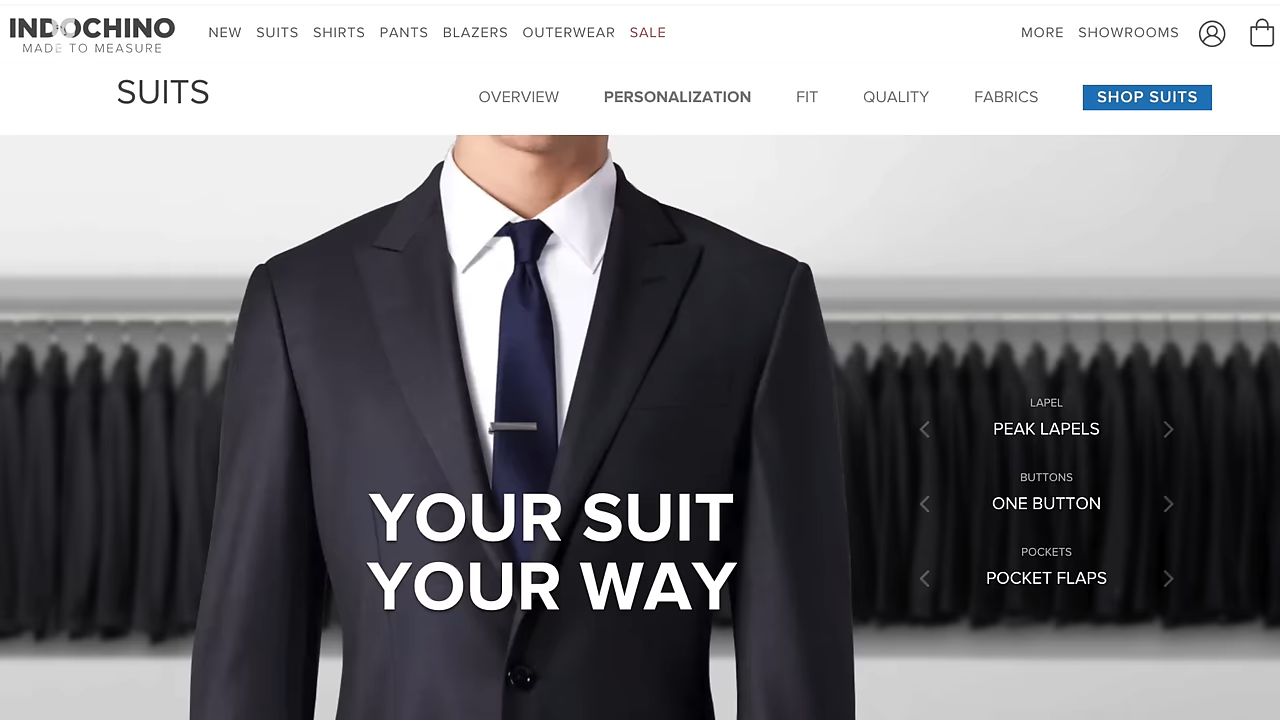 INDOCHINO
MADE TO MEASURE
NEW SUITS SHIRTS PANTS BLAZERS OUTERWEAR SALE
MORE SHOWROOMS
SUITS
OVERVIEW PERSONALIZATION FIT QUALITY FABRICS SHOP SUITS
LAPEL
PEAK LAPELS
BUTTONS
ONE BUTTON
POCKETS
POCKET FLAPS
YOUR SUIT
YOUR WAY